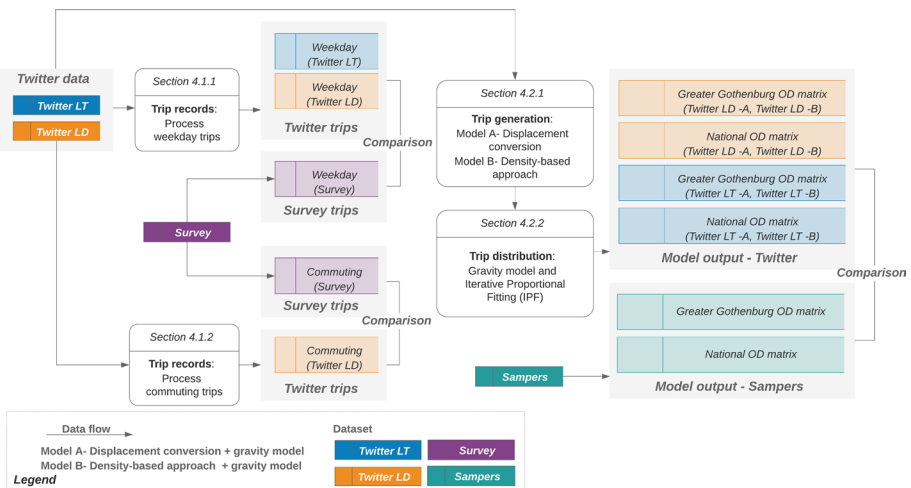 Twitter data
Twitter LT
Twitter LD
Section 4.1.1
Trip records:
Process
weekday trips
Weekday
(Twitter LT)
Weekday
(Twitter LD)
Twitter trips
Comparison
Weekday
(Survey)
Survey trips
Survey
Commuting
(Survey)
Survey trips
Comparison
Section 4.1.2
Trip records:
Process
commuting trips
Commuting
(Twitter LD)
Twitter trips
Section 4.2.1
Trip generation:
Model A- Displacement
conversion
Model B- Density-based
approach
Section 4.2.2
Trip distribution:
Gravity model and
Iterative Proportional
Fitting (IPF)
Sampers
Greater Gothenburg OD matrix
(Twitter LD -A, Twitter LD -B)
National OD matrix
(Twitter LD -A, Twitter LD -B)
Greater Gothenburg OD matrix
(Twitter LT -A, Twitter LT -B)
National OD matrix
(Twitter LT -A, Twitter LT -B)
Model output - Twitter
Comparison
Greater Gothenburg OD matrix
National OD matrix
Model output - Sampers
Data flow
Model A- Displacement conversion + gravity model
Model B- Density-based approach + gravity model
Legend
Dataset
Twitter LT
Survey
Twitter LD
Sampers